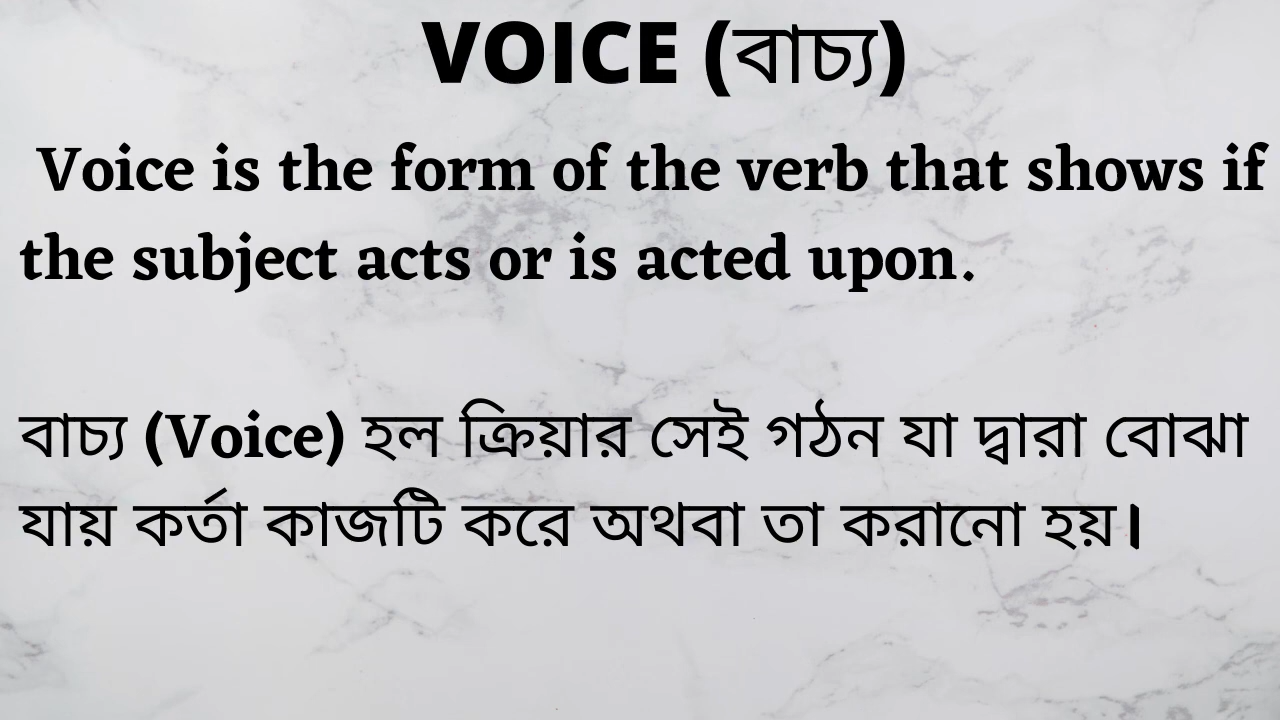 VOICE (বাচ্য)
Voice is the form of the verb that shows if
the subject acts or is acted upon.
বাচ্য (Voice) হল ক্রিয়ার সেই গঠন যা দ্বারা বোঝা
যায় কর্তা কাজটি করে অথবা তা করানো হয়।